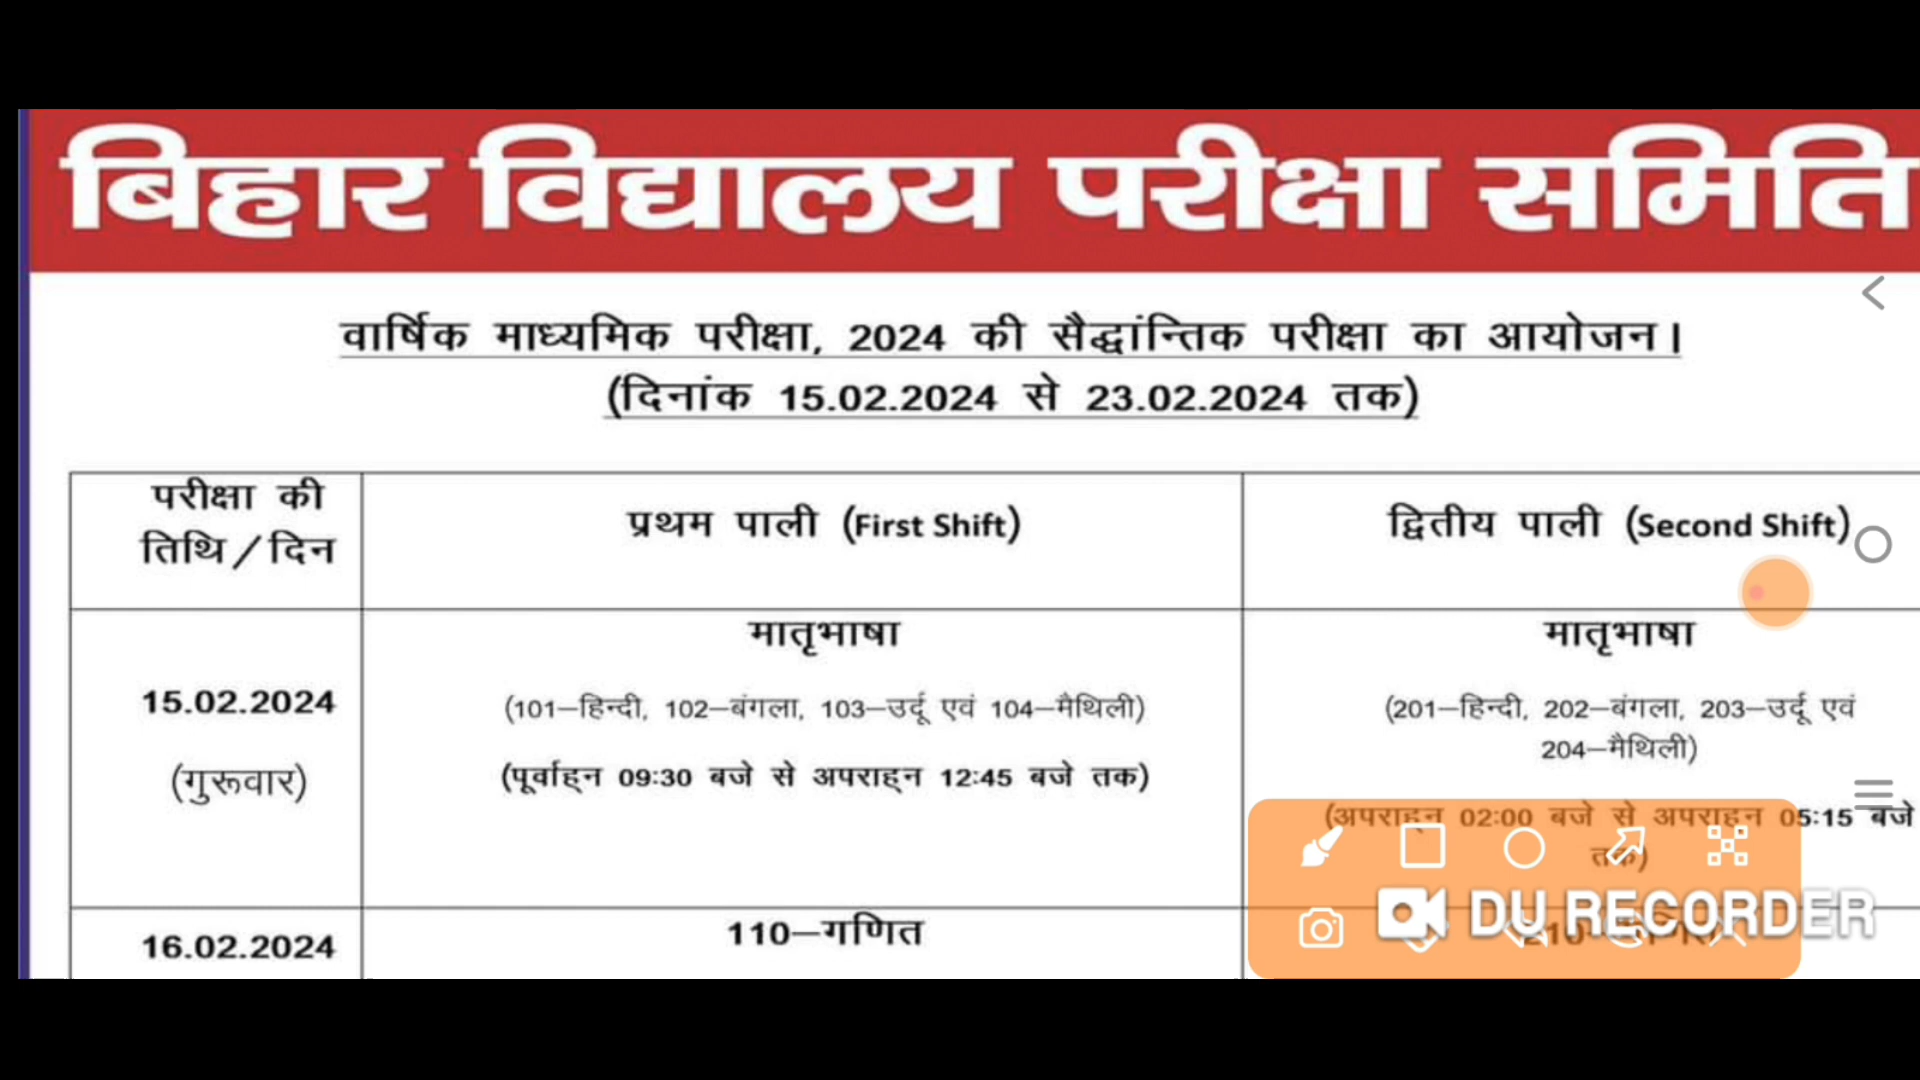 बिहार विद्यालय परीक्षा समिति
वार्षिक माध्यमिक परीक्षा, 2024 की सैद्धांन्तिक परीक्षा का आयोजन।
(दिनांक 15.02.2024 से 23.02.2024 तक)
परीक्षा की
तिथि / दिन
प्रथम पाली (First Shift)
द्वितीय पाली (Second Shift)
15.02.2024
(गुरूवार)
मातृभाषा
(101–हिन्दी, 102–बंगला, 103–उर्दू एवं 104–मैथिली)
(पूर्वाह्न 09:30 बजे से अपराह्न 12:45 बजे तक)
मातृभाषा
(201–हिन्दी, 202–बंगला, 203–उर्दू एवं
204–मैथिली)
(अपराह्न 02:00 बजे से अपराह्न 05:15 बजे
तक)
16.02.2024
110–गणित
DU RECORDER